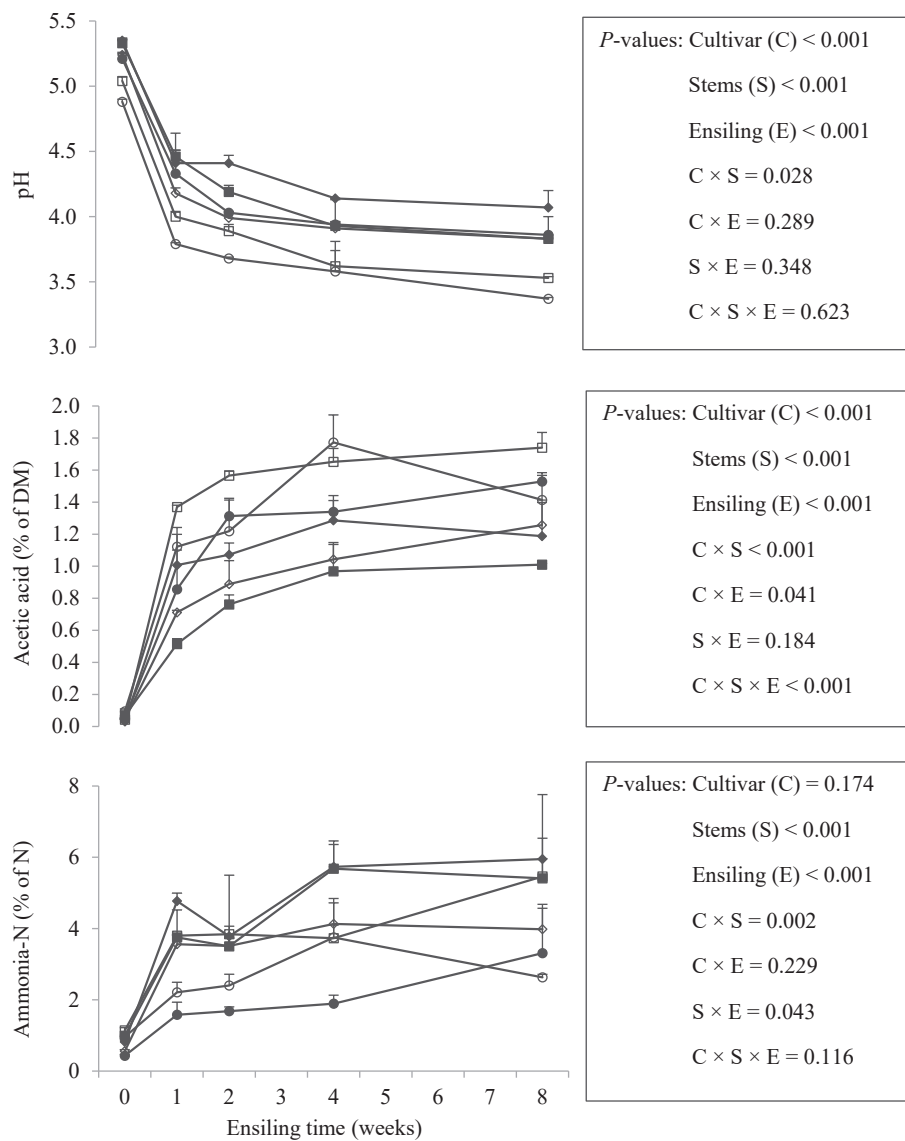 5.5
5.0
4.5
4.0
3.5
3.0
pH
P-values: Cultivar (C) < 0.001
Stems (S) < 0.001
Ensiling (E) < 0.001
C × S = 0.028
C × E = 0.289
S × E = 0.348
C × S × E = 0.623
2.0
1.8
1.6
1.4
1.2
1.0
0.8
0.6
0.4
0.2
0.0
Acetic acid (% of DM)
P-values: Cultivar (C) < 0.001
Stems (S) < 0.001
Ensiling (E) < 0.001
C × S < 0.001
C × E = 0.041
S × E = 0.184
C × S × E < 0.001
8
6
4
2
0
Ammonia-N (% of N)
0 1 2 4 8
Ensiling time (weeks)
P-values: Cultivar (C) = 0.174
Stems (S) < 0.001
Ensiling (E) < 0.001
C × S = 0.002
C × E = 0.229
S × E = 0.043
C × S × E = 0.116